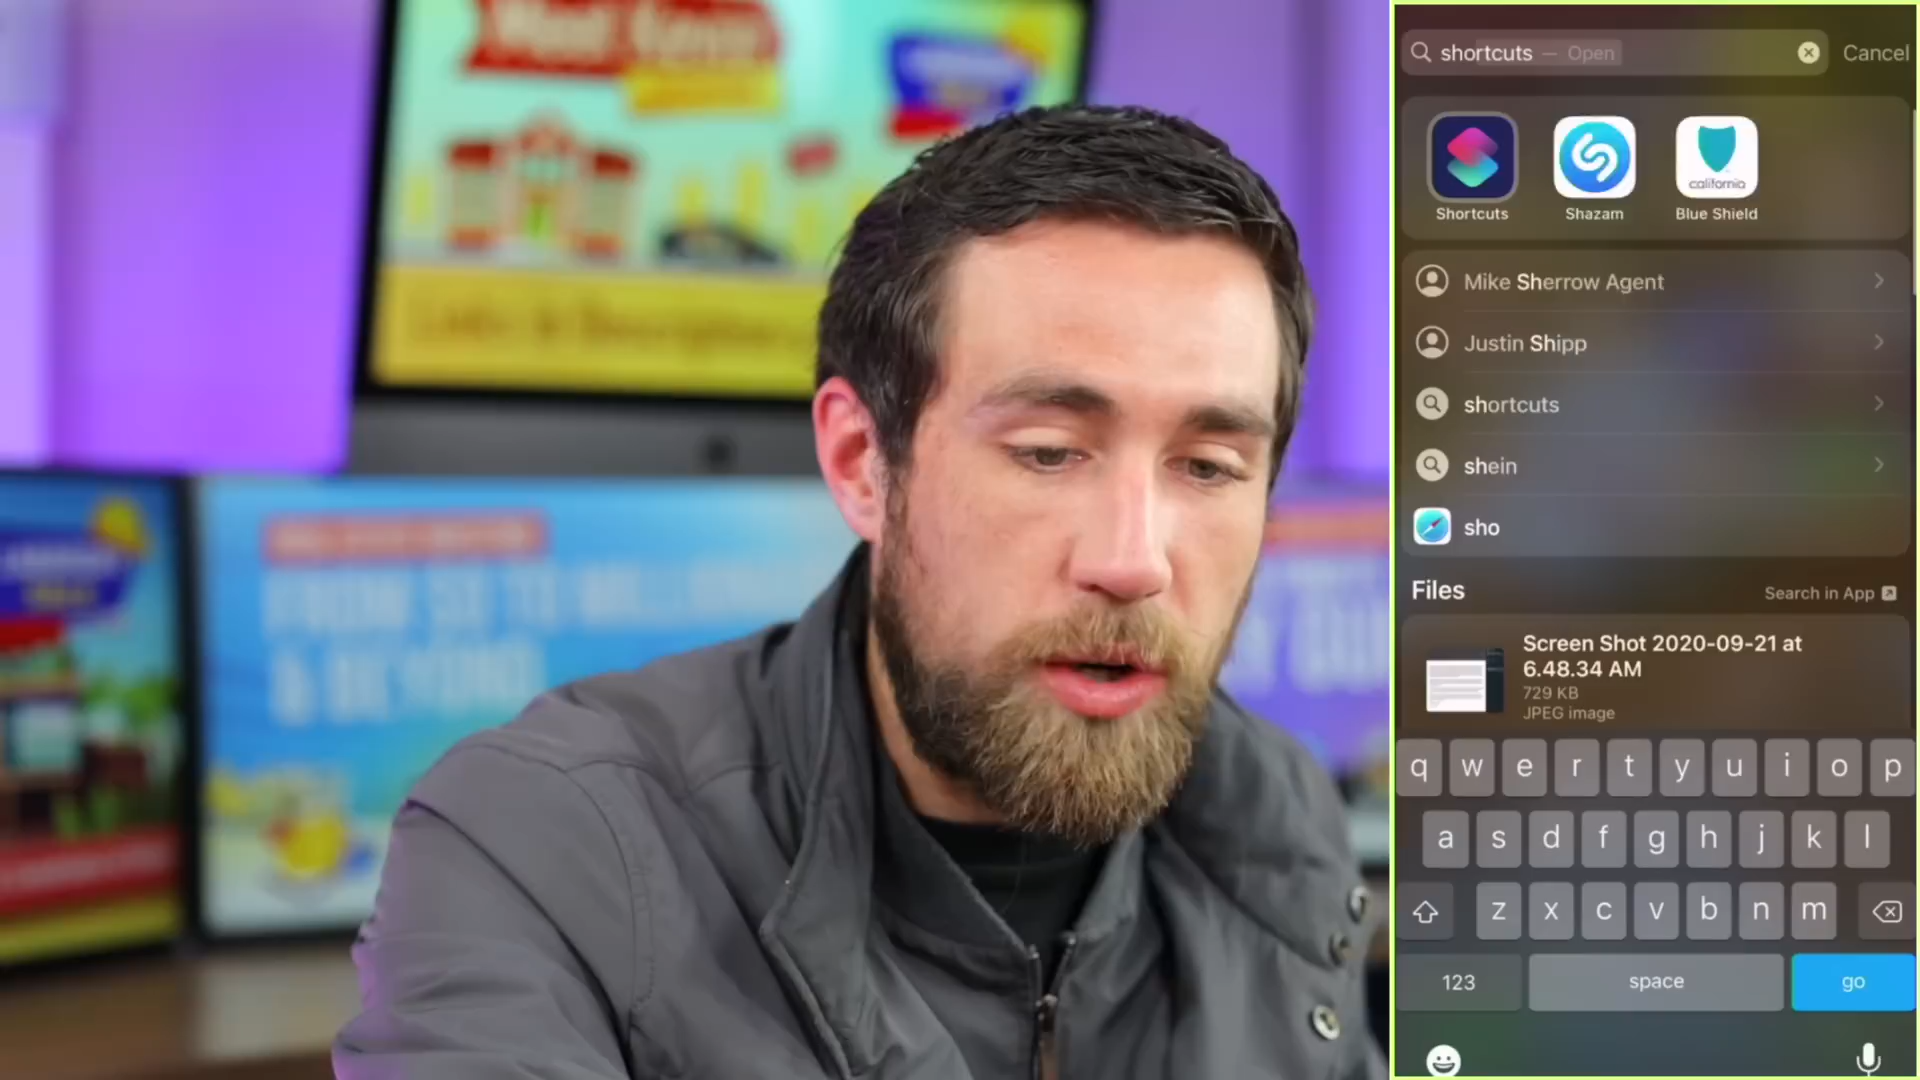 shortcuts — Open
Cancel
california
Shortcuts
Shazam
Blue Shield
Mike Sherrow Agent
Justin Shipp
shortcuts
shein
sho
Files
Search in App
Screen Shot 2020-09-21 at
6.48.34 AM
729 KB
JPEG image
q w e r t y u i o p
a s d f g h j k l
z x c v b n m
123
space
go